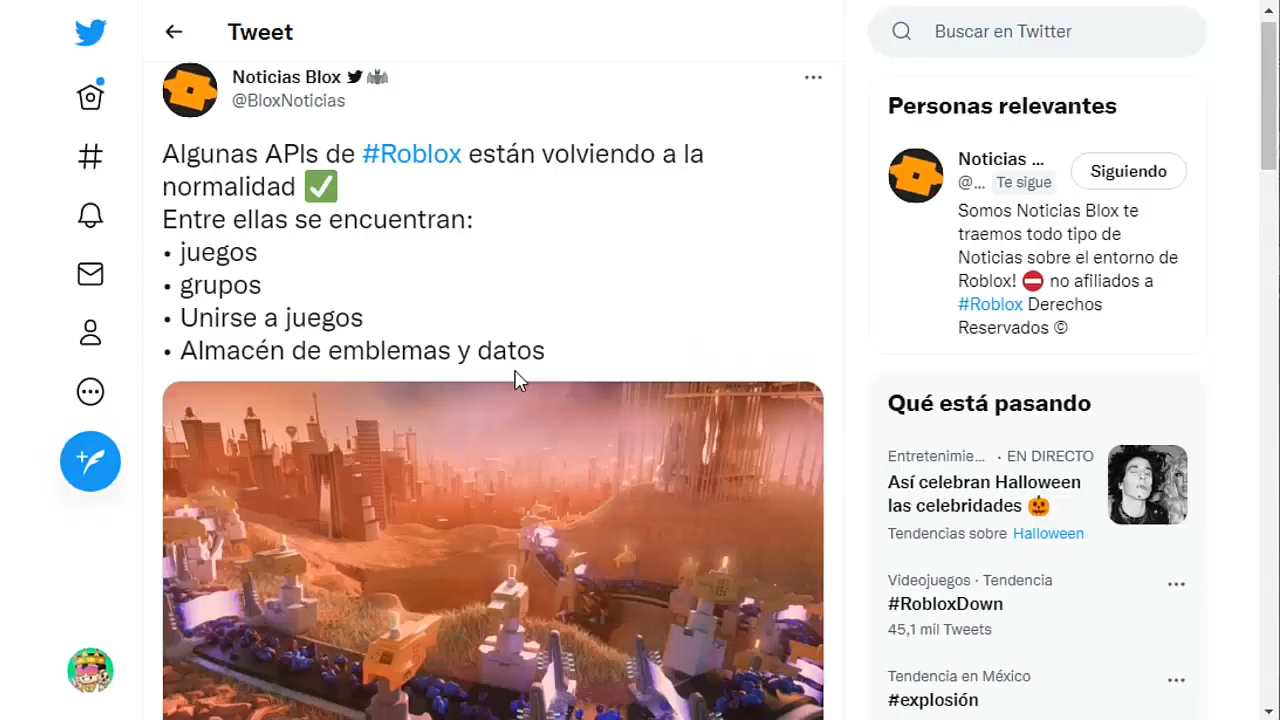 Tweet
Noticias Blox
@BloxNoticias
Algunas APIs de #Roblox están volviendo a la
normalidad ✅
Entre ellas se encuentran:
• juegos
• grupos
• Unirse a juegos
• Almacén de emblemas y datos
Buscar en Twitter
Personas relevantes
Noticias ...
@... Te sigue
Siguiendo
Somos Noticias Blox te
traemos todo tipo de
Noticias sobre el entorno de
Roblox! ⛔ no afiliados a
#Roblox Derechos
Reservados ©
Qué está pasando
Entretenimie... · EN DIRECTO
Así celebran Halloween
las celebridades 🎃
Tendencias sobre Halloween
Videojuegos · Tendencia
#RobloxDown
45,1 mil Tweets
Tendencia en México
#explosión